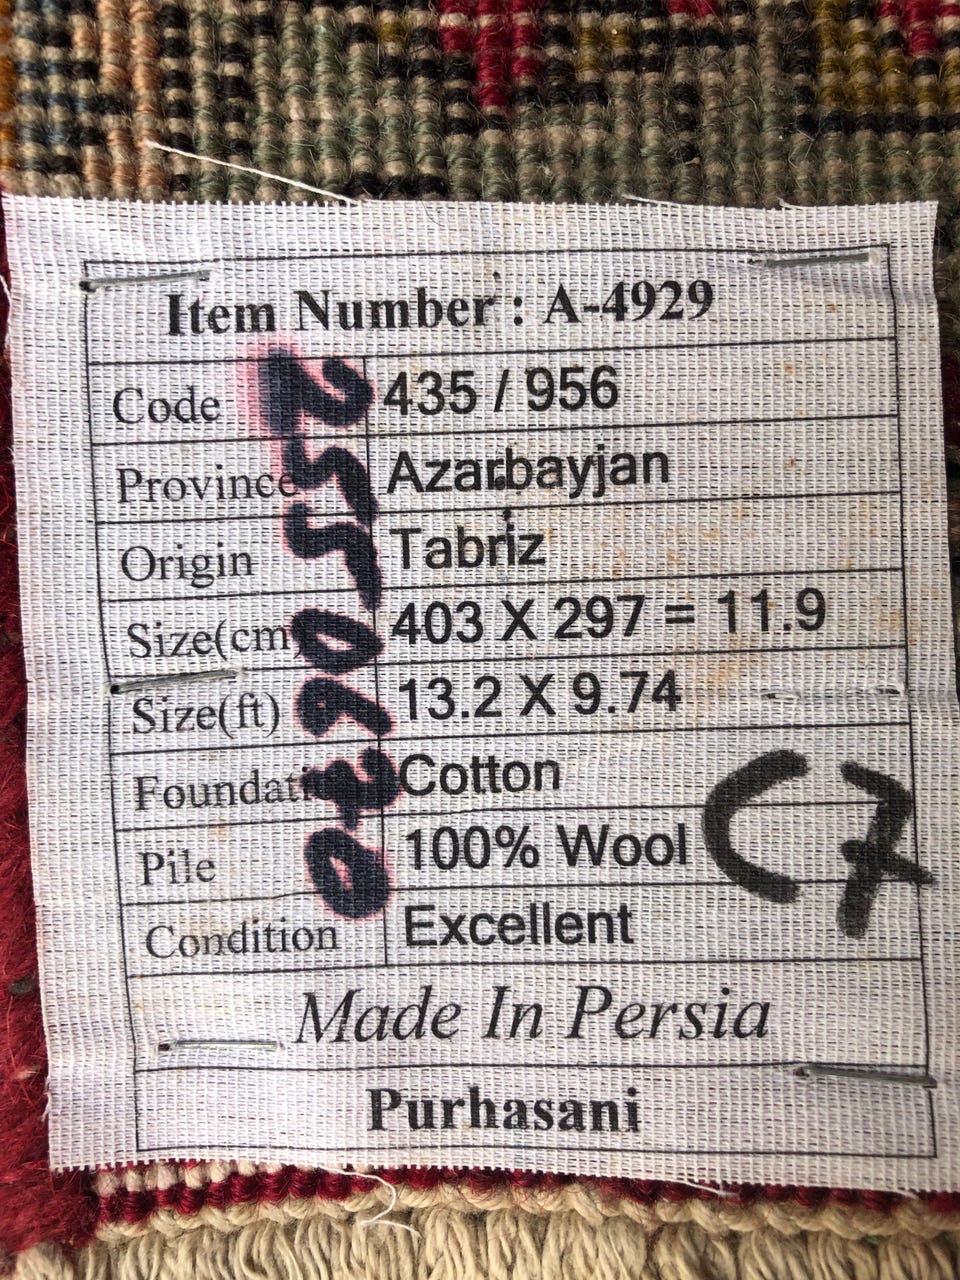 Item Number : A-4929
Code 435 / 956
Province Azarbayjan
Origin Tabriz
Size(cm) 403 X 297 = 11.9
Size(ft) 13.2 X 9.74
Cotton
Pile 100% Wool
C7
Condition Excellent
Made In Persia
Purhasani